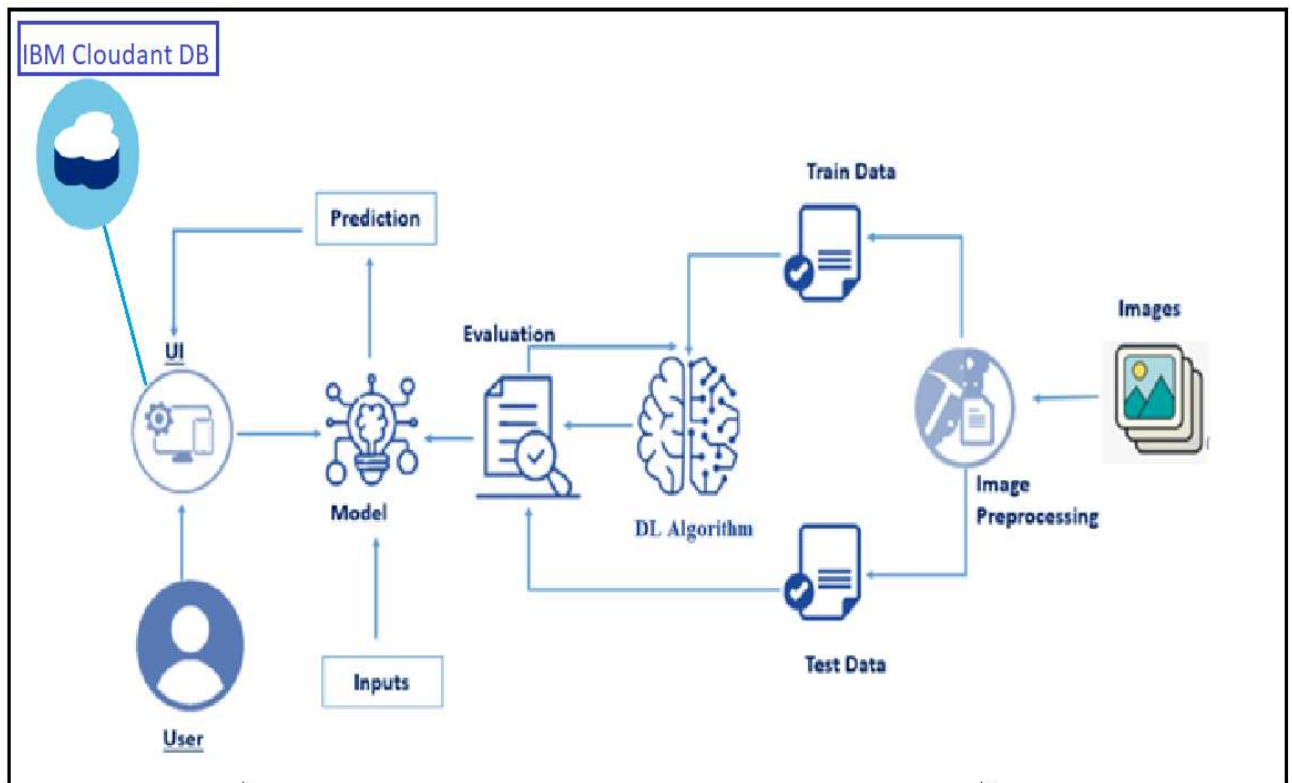 IBM Cloudant DB
Train Data
Prediction
Images
Evaluation
UI
Image
Preprocessing
Model
DL Algorithm
Test Data
Inputs
User